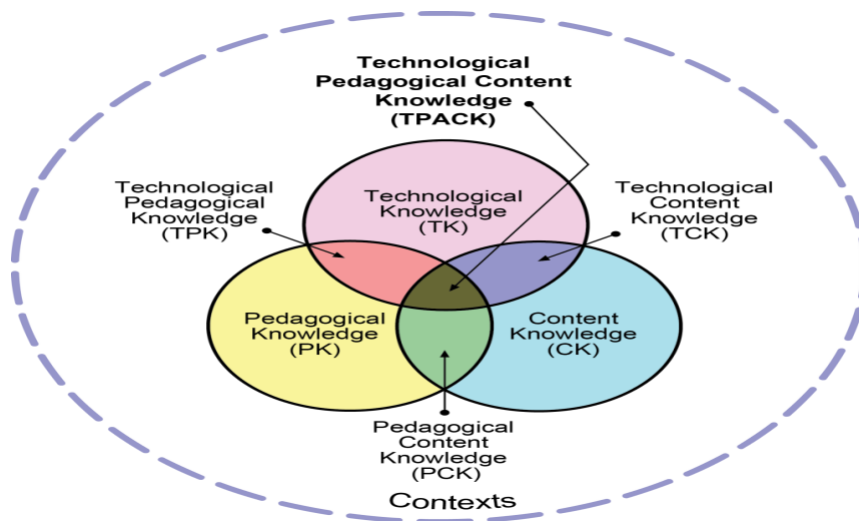 Technological
Pedagogical Content
Knowledge
(TPACK)
Technological
Pedagogical
Knowledge
(TPK)
Technological
Knowledge
(TK)
Technological
Content
Knowledge
(TCK)
Pedagogical
Knowledge
(PK)
Content
Knowledge
(CK)
Pedagogical
Content
Knowledge
(PCK)
Contexts